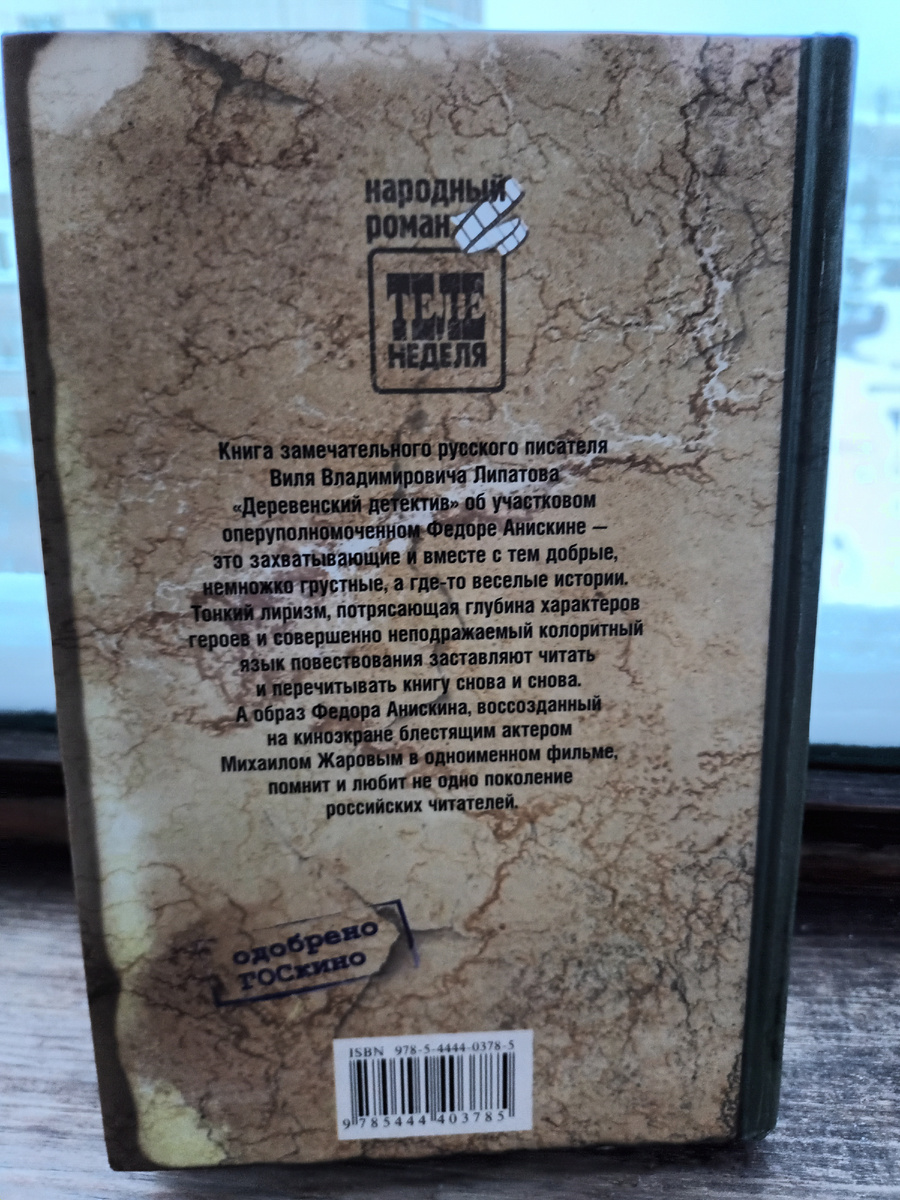 народный
роман
ТЕЛЕ
НЕДЕЛЯ
Книга замечательного русского писателя
Виля Владимировича Липатова
«Деревенский детектив» об участковом
оперуполномоченном Федоре Анискине —
это захватывающие и вместе с тем добрые,
немножко грустные, а где-то веселые истории.
Тонкий лиризм, потрясающая глубина характеров
героев и совершенно неподражаемый колоритный
язык повествования заставляют читать
и перечитывать книгу снова и снова.
А образ Федора Анискина, воссозданный
на киноэкране блестящим актером
Михаилом Жаровым в одноименном фильме,
помнит и любит не одно поколение
российских читателей.
одобрено
ГОСкино
ISBN 978-5-4444-0378-5
9 785444 403785